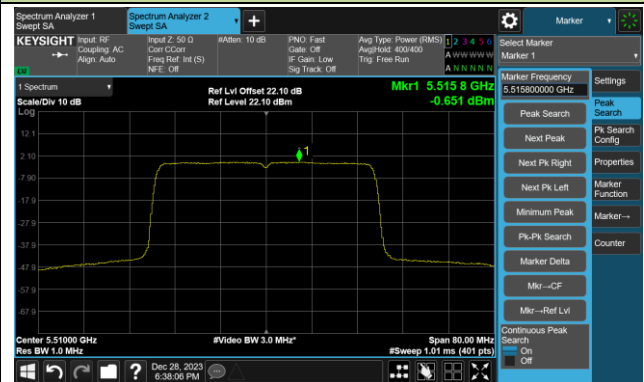 Spectrum Analyzer 1
Swept SA
Spectrum Analyzer 2
Swept SA
Marker
KEYSIGHT
Input: RF
Coupling: AC
Align: Auto
Input Z: 50 Ω
Corr CCorr
Freq Ref: Int (S)
NFE: Off
#Atten: 10 dB
PNO: Fast
Gate: Off
IF Gain: Low
Sig Track: Off
Avg Type: Power (RMS)
Avg|Hold: 400/400
Trig: Free Run
1 2 3 4 5 6
A W W W W W
A N N N N N
LXI
Select Marker
Marker 1
1 Spectrum
Scale/Div 10 dB
Log
Ref Lvl Offset 22.10 dB
Ref Level 22.10 dBm
Mkr1 5.515 8 GHz
-0.651 dBm
12.1
2.10
-7.90
-17.9
-27.9
-37.9
-47.9
-57.9
-67.9
1
Center 5.51000 GHz
Res BW 1.0 MHz
#Video BW 3.0 MHz*
Span 80.00 MHz
#Sweep 1.01 ms (401 pts)
Marker Frequency
5.515800000 GHz
Peak Search
Next Peak
Next Pk Right
Next Pk Left
Minimum Peak
Pk-Pk Search
Marker Delta
Mkr→CF
Mkr→Ref Lvl
Continuous Peak
Search
On
Off
Settings
Peak
Search
Pk Search
Config
Properties
Marker
Function
Marker→
Counter
?
Dec 28, 2023
6:38:06 PM